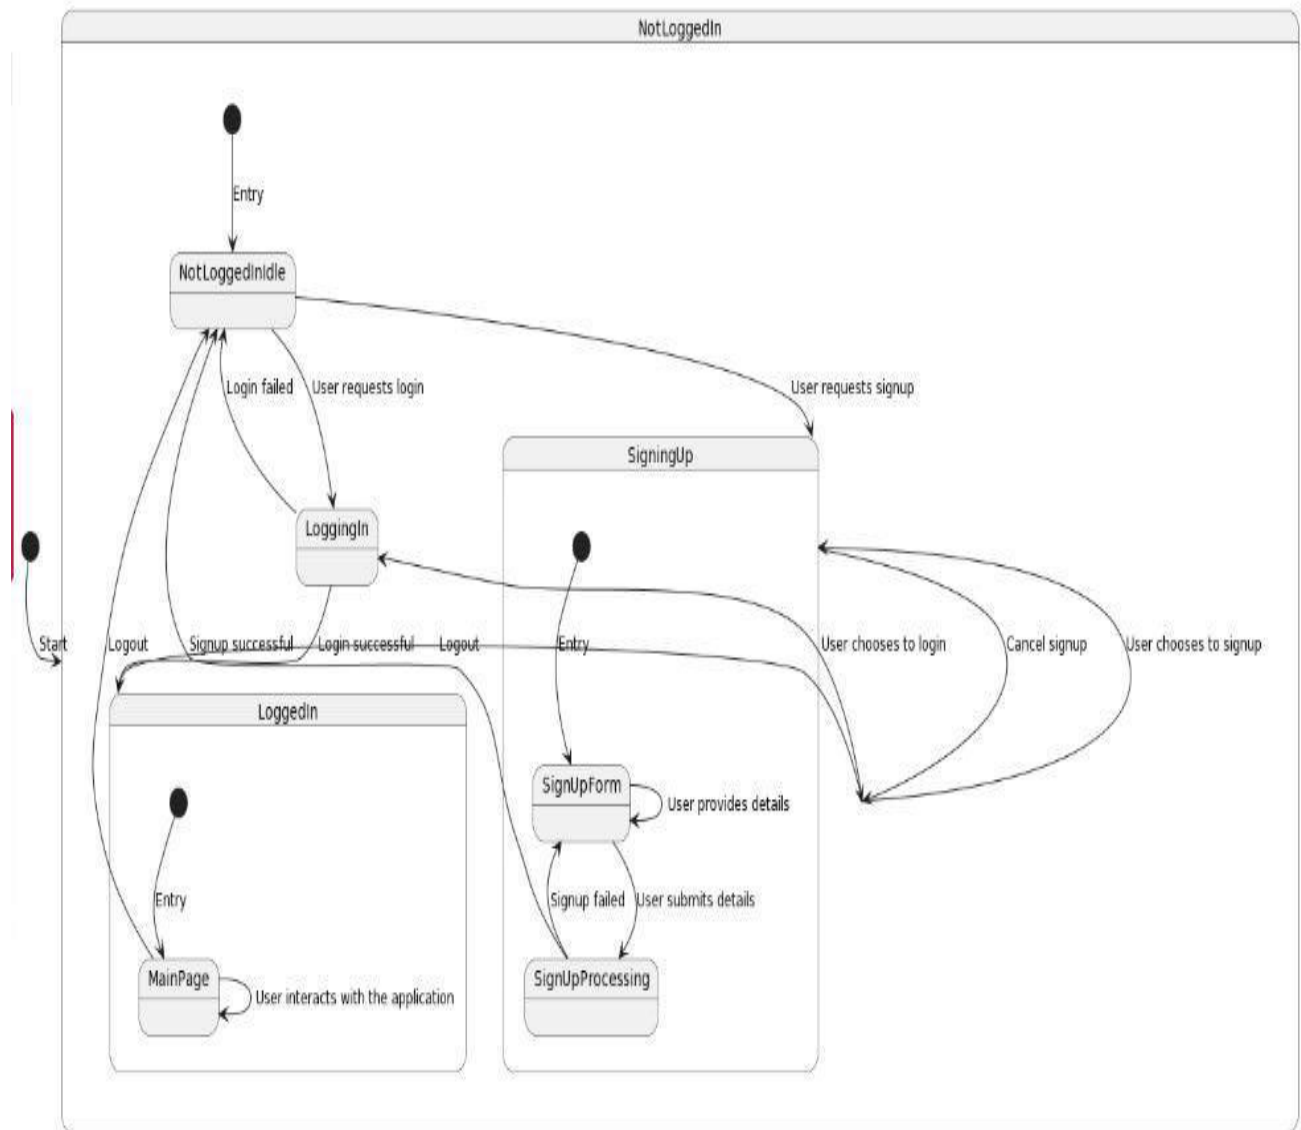 NotLoggedIn
Entry
NotLoggedInIdle
Login failed
User requests login
User requests signup
SigningUp
LoggingIn
Start
Logout
Signup successful
Login successful
Logout
Entry
User chooses to login
Cancel signup
User chooses to signup
LoggedIn
SignUpForm
User provides details
Entry
Signup failed
User submits details
MainPage
User interacts with the application
SignUpProcessing